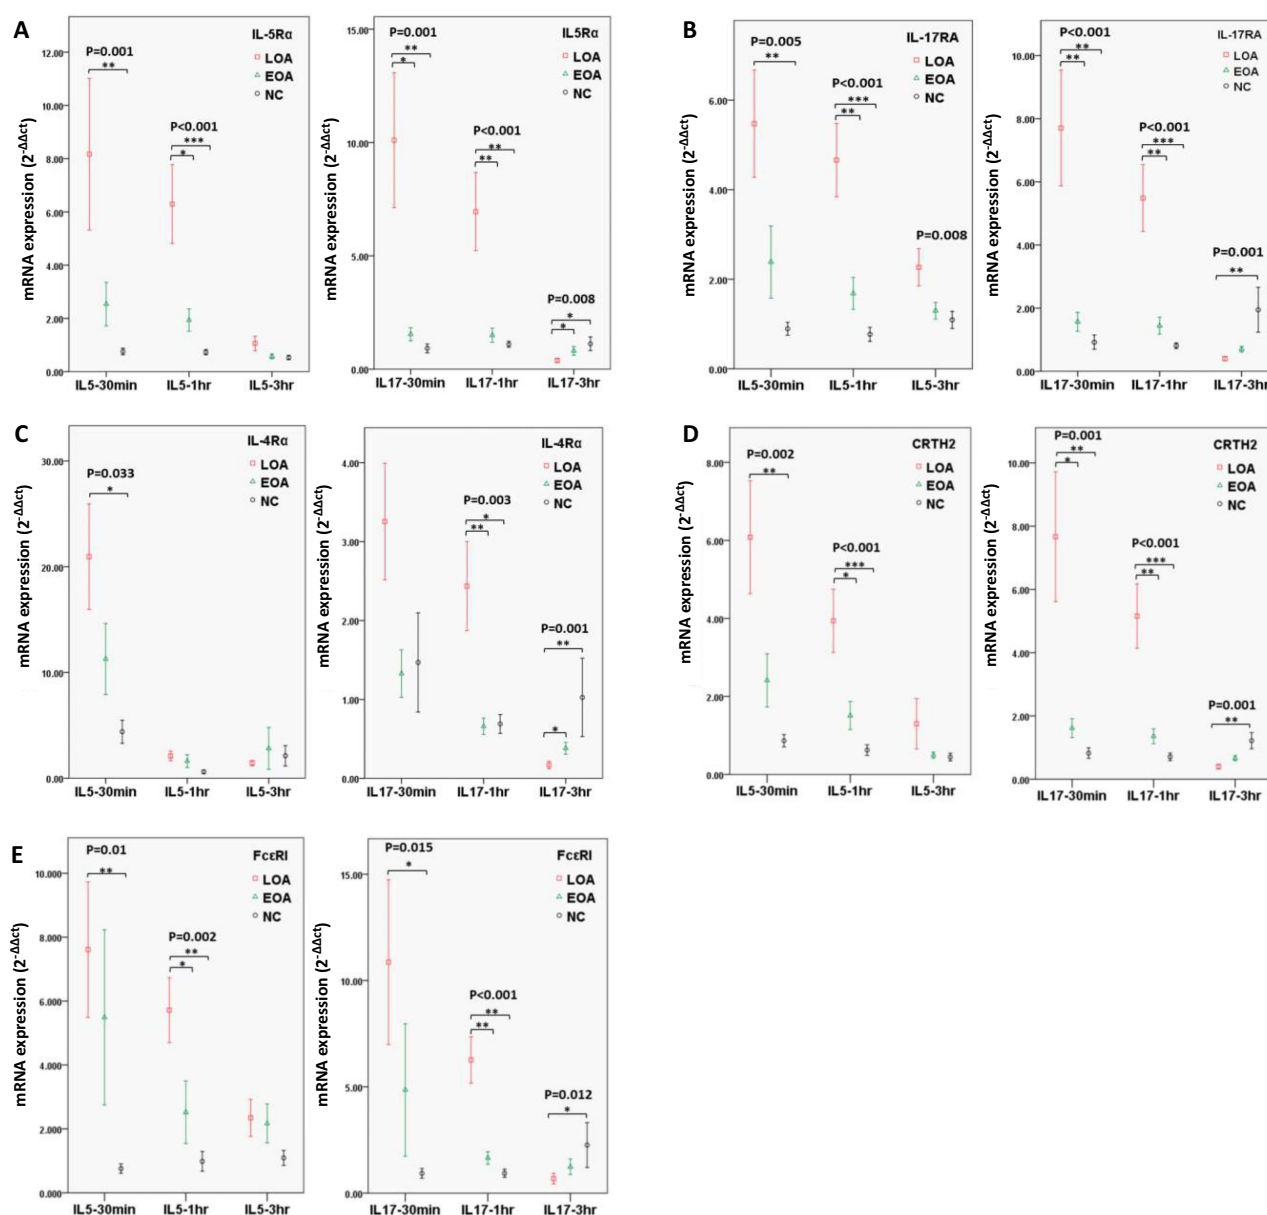 A
mRNA expression (2-ΔΔct)
IL-5Rα
LOA
EOA
NC
P=0.001
**
P<0.001
***
*
12.00
10.00
8.00
6.00
4.00
2.00
0.00
IL5-30min IL5-1hr IL5-3hr
mRNA expression (2-ΔΔct)
IL5Rα
LOA
EOA
NC
P=0.001
**
*
P<0.001
**
**
P=0.008
*
*
15.00
10.00
5.00
0.00
IL17-30min IL17-1hr IL17-3hr
B
mRNA expression (2-ΔΔct)
IL-17RA
LOA
EOA
NC
P=0.005
**
P<0.001
***
**
P=0.008
6.00
4.00
2.00
0.00
IL5-30min IL5-1hr IL5-3hr
mRNA expression (2-ΔΔct)
IL-17RA
LOA
EOA
NC
P<0.001
**
**
P<0.001
***
**
P=0.001
**
10.00
8.00
6.00
4.00
2.00
0.00
IL17-30min IL17-1hr IL17-3hr
C
mRNA expression (2-ΔΔct)
IL-4Rα
LOA
EOA
NC
P=0.033
*
30.00
20.00
10.00
0.00
IL5-30min IL5-1hr IL5-3hr
mRNA expression (2-ΔΔct)
IL-4Rα
LOA
EOA
NC
P=0.003
*
**
P=0.001
**
*
4.00
3.00
2.00
1.00
0.00
IL17-30min IL17-1hr IL17-3hr
D
mRNA expression (2-ΔΔct)
CRTH2
LOA
EOA
NC
P=0.002
**
P<0.001
***
*
8.00
6.00
4.00
2.00
0.00
IL5-30min IL5-1hr IL5-3hr
mRNA expression (2-ΔΔct)
CRTH2
LOA
EOA
NC
P=0.001
**
*
P<0.001
***
**
P=0.001
**
10.00
8.00
6.00
4.00
2.00
0.00
IL17-30min IL17-1hr IL17-3hr
E
mRNA expression (2-ΔΔct)
FcεRI
LOA
EOA
NC
P=0.01
**
P=0.002
**
*
10.000
8.000
6.000
4.000
2.000
0.000
IL5-30min IL5-1hr IL5-3hr
mRNA expression (2-ΔΔct)
FcεRI
LOA
EOA
NC
P=0.015
*
P<0.001
**
**
P=0.012
*
15.00
10.00
5.00
0.00
IL17-30min IL17-1hr IL17-3hr